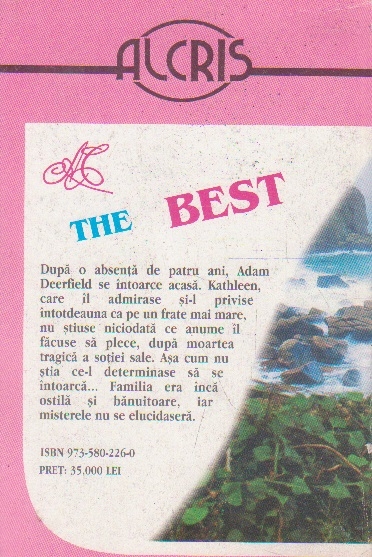 ALCRIS
THE BEST
După o absență de patru ani, Adam
Deerfield se întoarce acasă. Kathleen,
care îl admirase și-l privise
întotdeauna ca pe un frate mai mare,
nu știuse niciodată ce anume îl
făcuse să plece, după moartea
tragică a soției sale. Așa cum nu
știa ce-l determinase să se
întoarcă... Familia era încă
ostilă și bănuitoare, iar
misterele nu se elucidaseră.
ISBN 973-580-226-0
PREȚ: 35.000 LEI